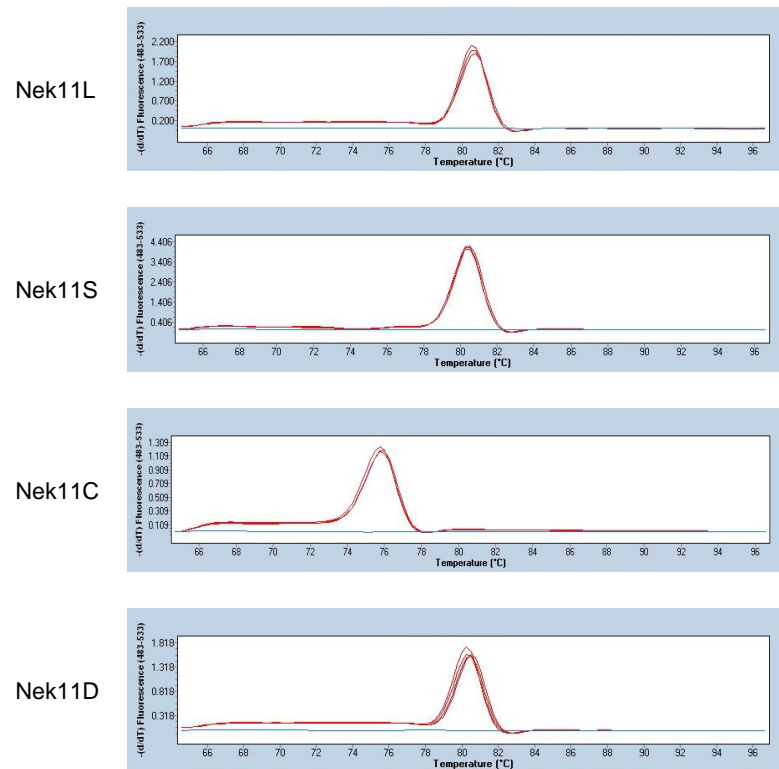 Nek11L
-(d/dT) Fluorescence (483-533)
2.200
1.700
1.200
0.700
0.200
66 68 70 72 74 76 78 80 82 84 86 88 90 92 94 96
Temperature (°C)
Nek11S
-(d/dT) Fluorescence (483-533)
4.406
3.406
2.406
1.406
0.406
66 68 70 72 74 76 78 80 82 84 86 88 90 92 94 96
Temperature (°C)
Nek11C
-(d/dT) Fluorescence (483-533)
1.309
1.109
0.909
0.709
0.509
0.309
0.109
66 68 70 72 74 76 78 80 82 84 86 88 90 92 94 96
Temperature (°C)
Nek11D
-(d/dT) Fluorescence (483-533)
1.818
1.318
0.818
0.318
66 68 70 72 74 76 78 80 82 84 86 88 90 92 94 96
Temperature (°C)